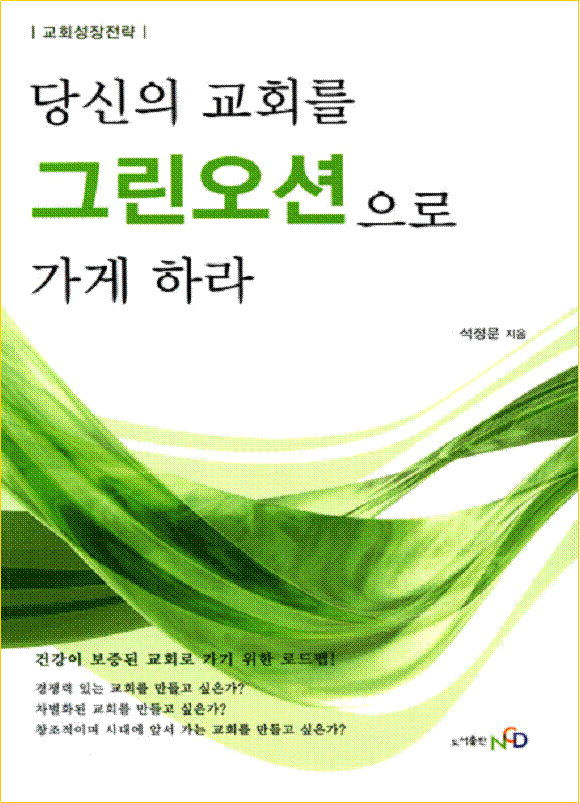 | 교회성장전략 |
당신의 교회를
그린오션으로
가게 하라
석정문 지음
건강이 보증된 교회로 가기 위한 로드맵!
경쟁력 있는 교회를 만들고 싶은가?
차별화된 교회를 만들고 싶은가?
창조적이며 시대에 앞서 가는 교회를 만들고 싶은가?
도서출판 NCD